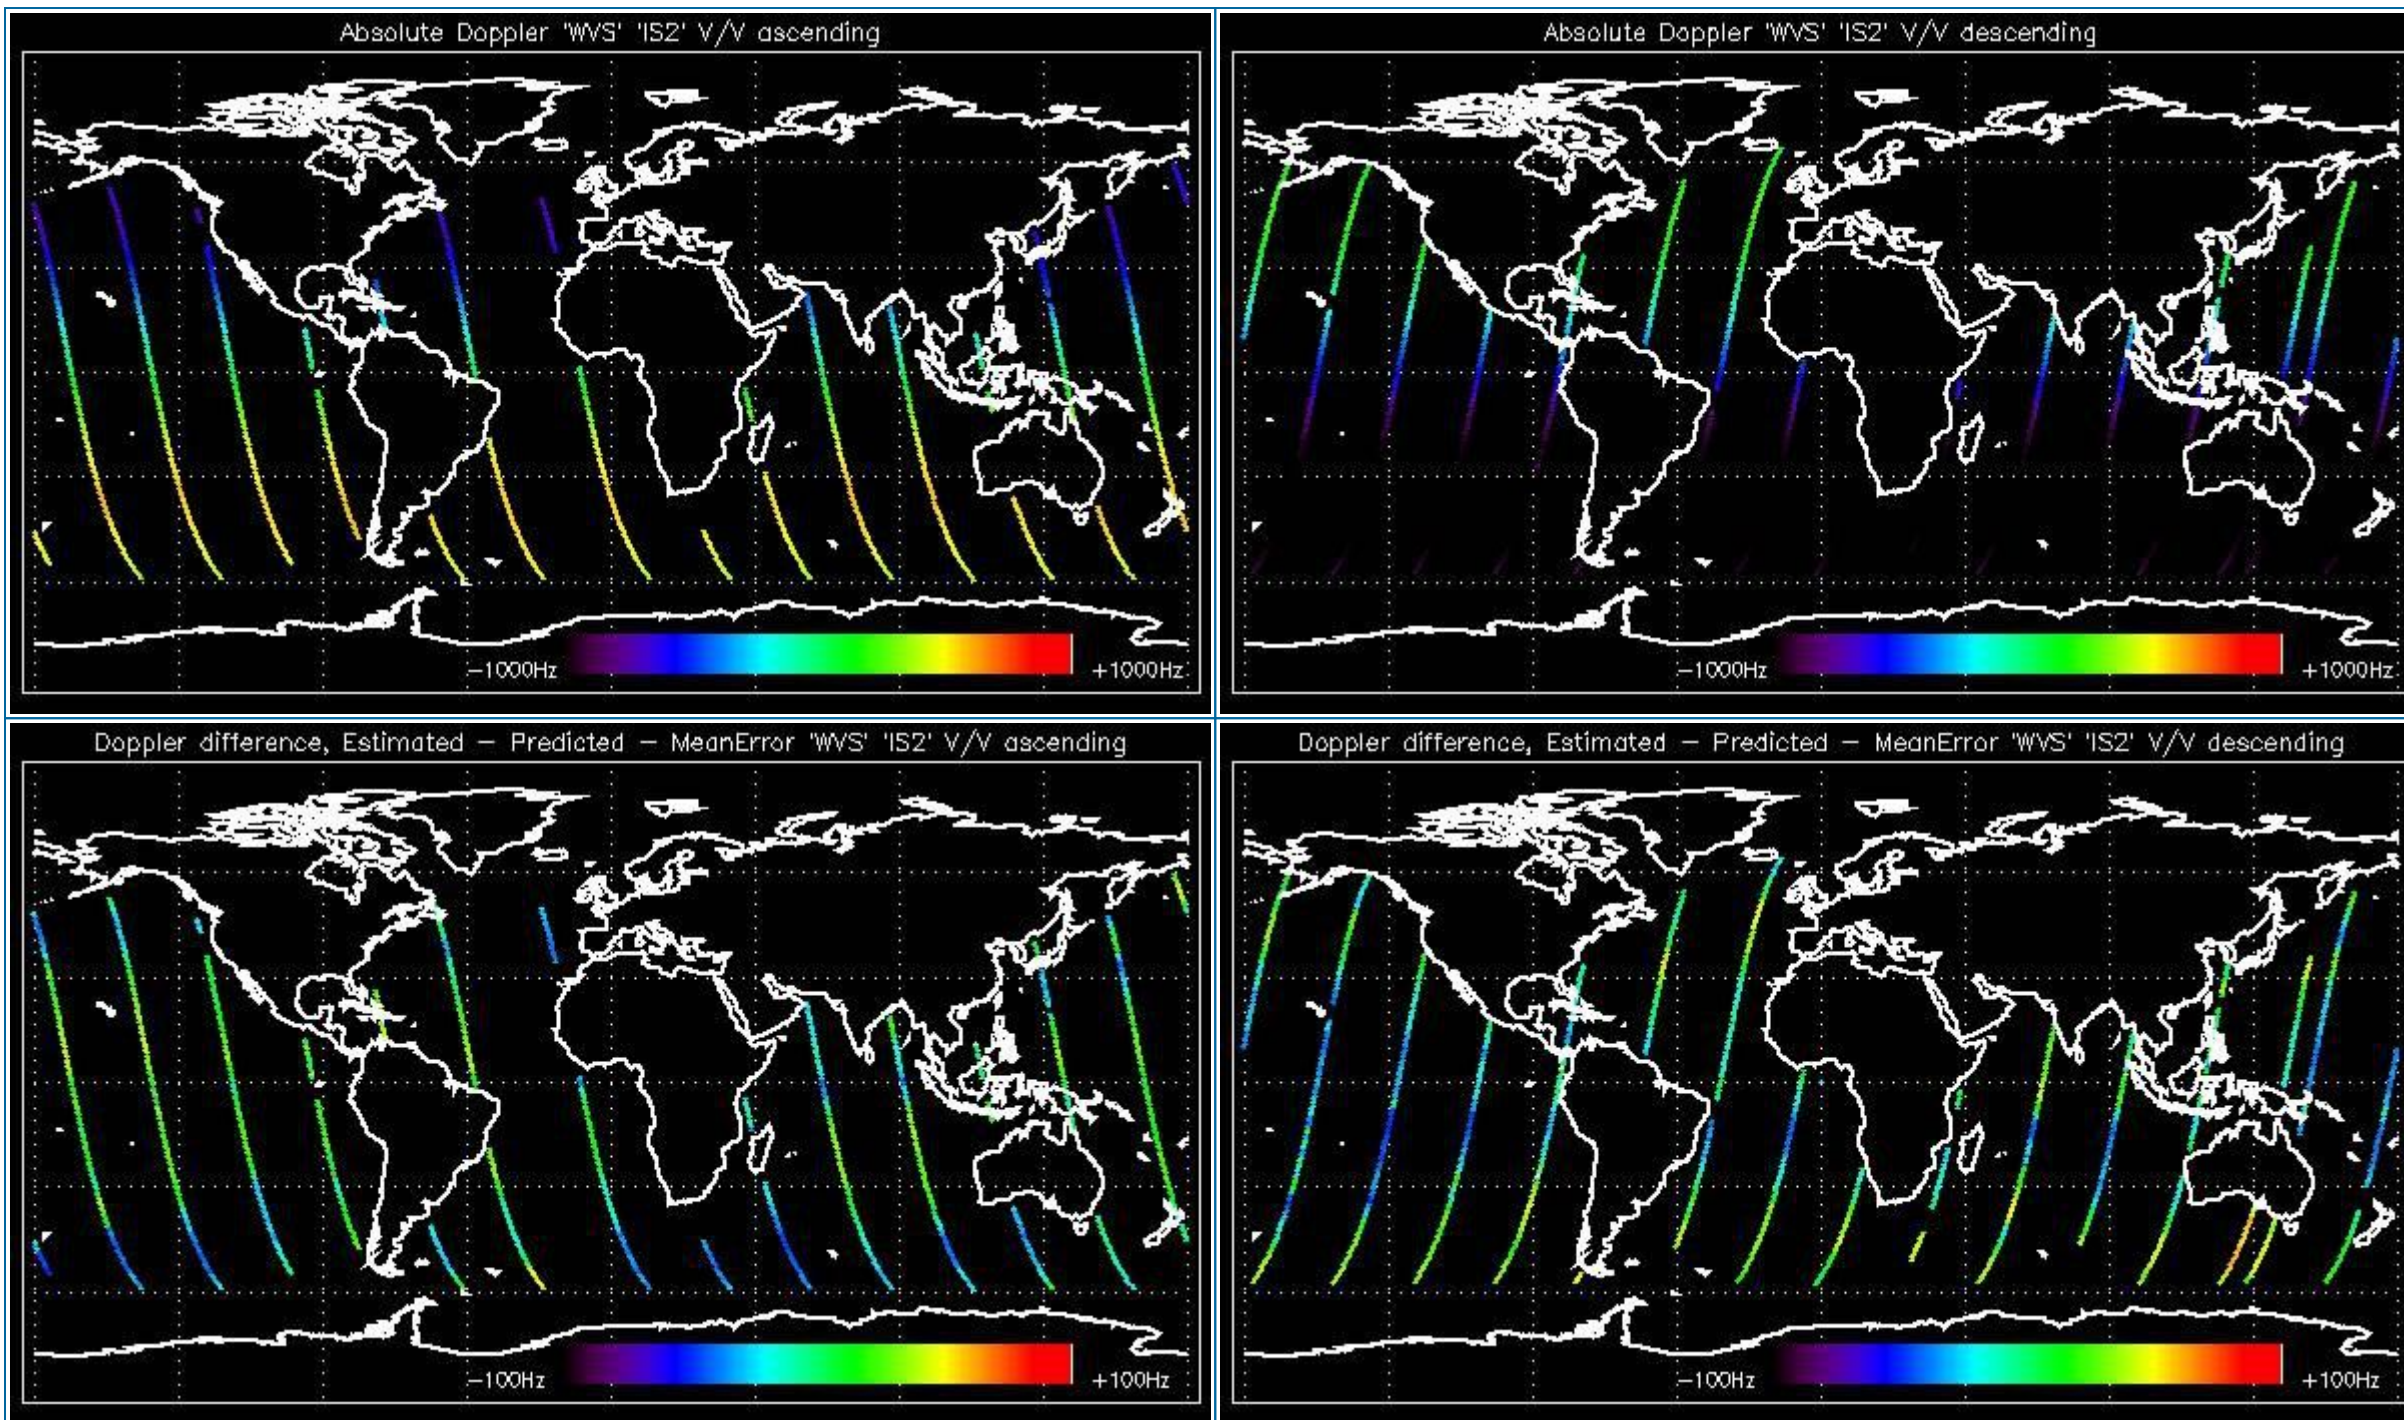 Absolute Doppler 'WVS' 'IS2' V/V ascending
-1000Hz
+1000Hz
Absolute Doppler 'WVS' 'IS2' V/V descending
-1000Hz
+1000Hz
Doppler difference, Estimated - Predicted - MeanError 'WVS' 'IS2' V/V ascending
-100Hz
+100Hz
Doppler difference, Estimated - Predicted - MeanError 'WVS' 'IS2' V/V descending
-100Hz
+100Hz